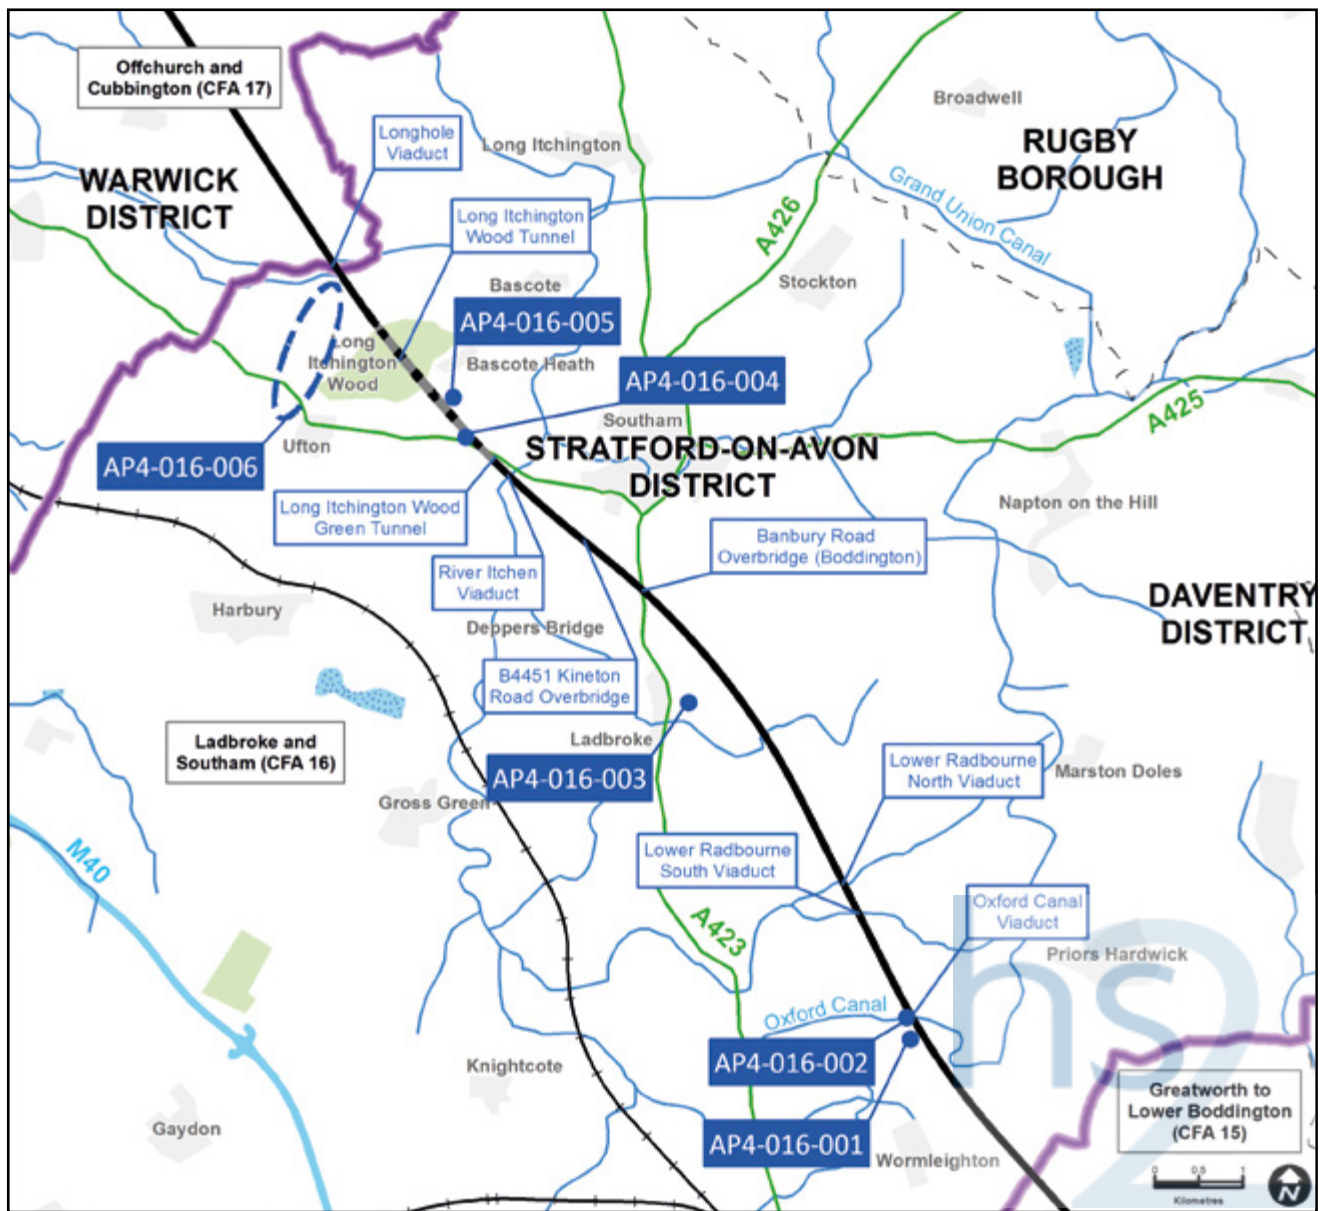 Offchurch and
Cubbington (CFA 17)
Longhole
Viaduct
Long Itchington
Broadwell
RUGBY
BOROUGH
WARWICK
DISTRICT
Long Itchington
Wood Tunnel
A426
Grand Union Canal
Stockton
Bascote
AP4-016-005
Long
Itchington
Wood
Bascote Heath
AP4-016-004
A425
Southam
Ufton
AP4-016-006
STRATFORD-ON-AVON
DISTRICT
Long Itchington Wood
Green Tunnel
Napton on the Hill
Banbury Road
Overbridge (Boddington)
River Itchen
Viaduct
Harbury
Deppers Bridge
DAVENTRY
DISTRICT
B4451 Kineton
Road Overbridge
Ladbroke and
Southam (CFA 16)
Ladbroke
AP4-016-003
Lower Radbourne
North Viaduct
Marston Doles
Gross Green
M40
Lower Radbourne
South Viaduct
A423
Oxford Canal
Viaduct
Priors Hardwick
hs2
Oxford Canal
Knightcote
AP4-016-002
Greatworth to
Lower Boddington
(CFA 15)
Gaydon
AP4-016-001
Wormleighton
0 0.5 1
Kilometres
N